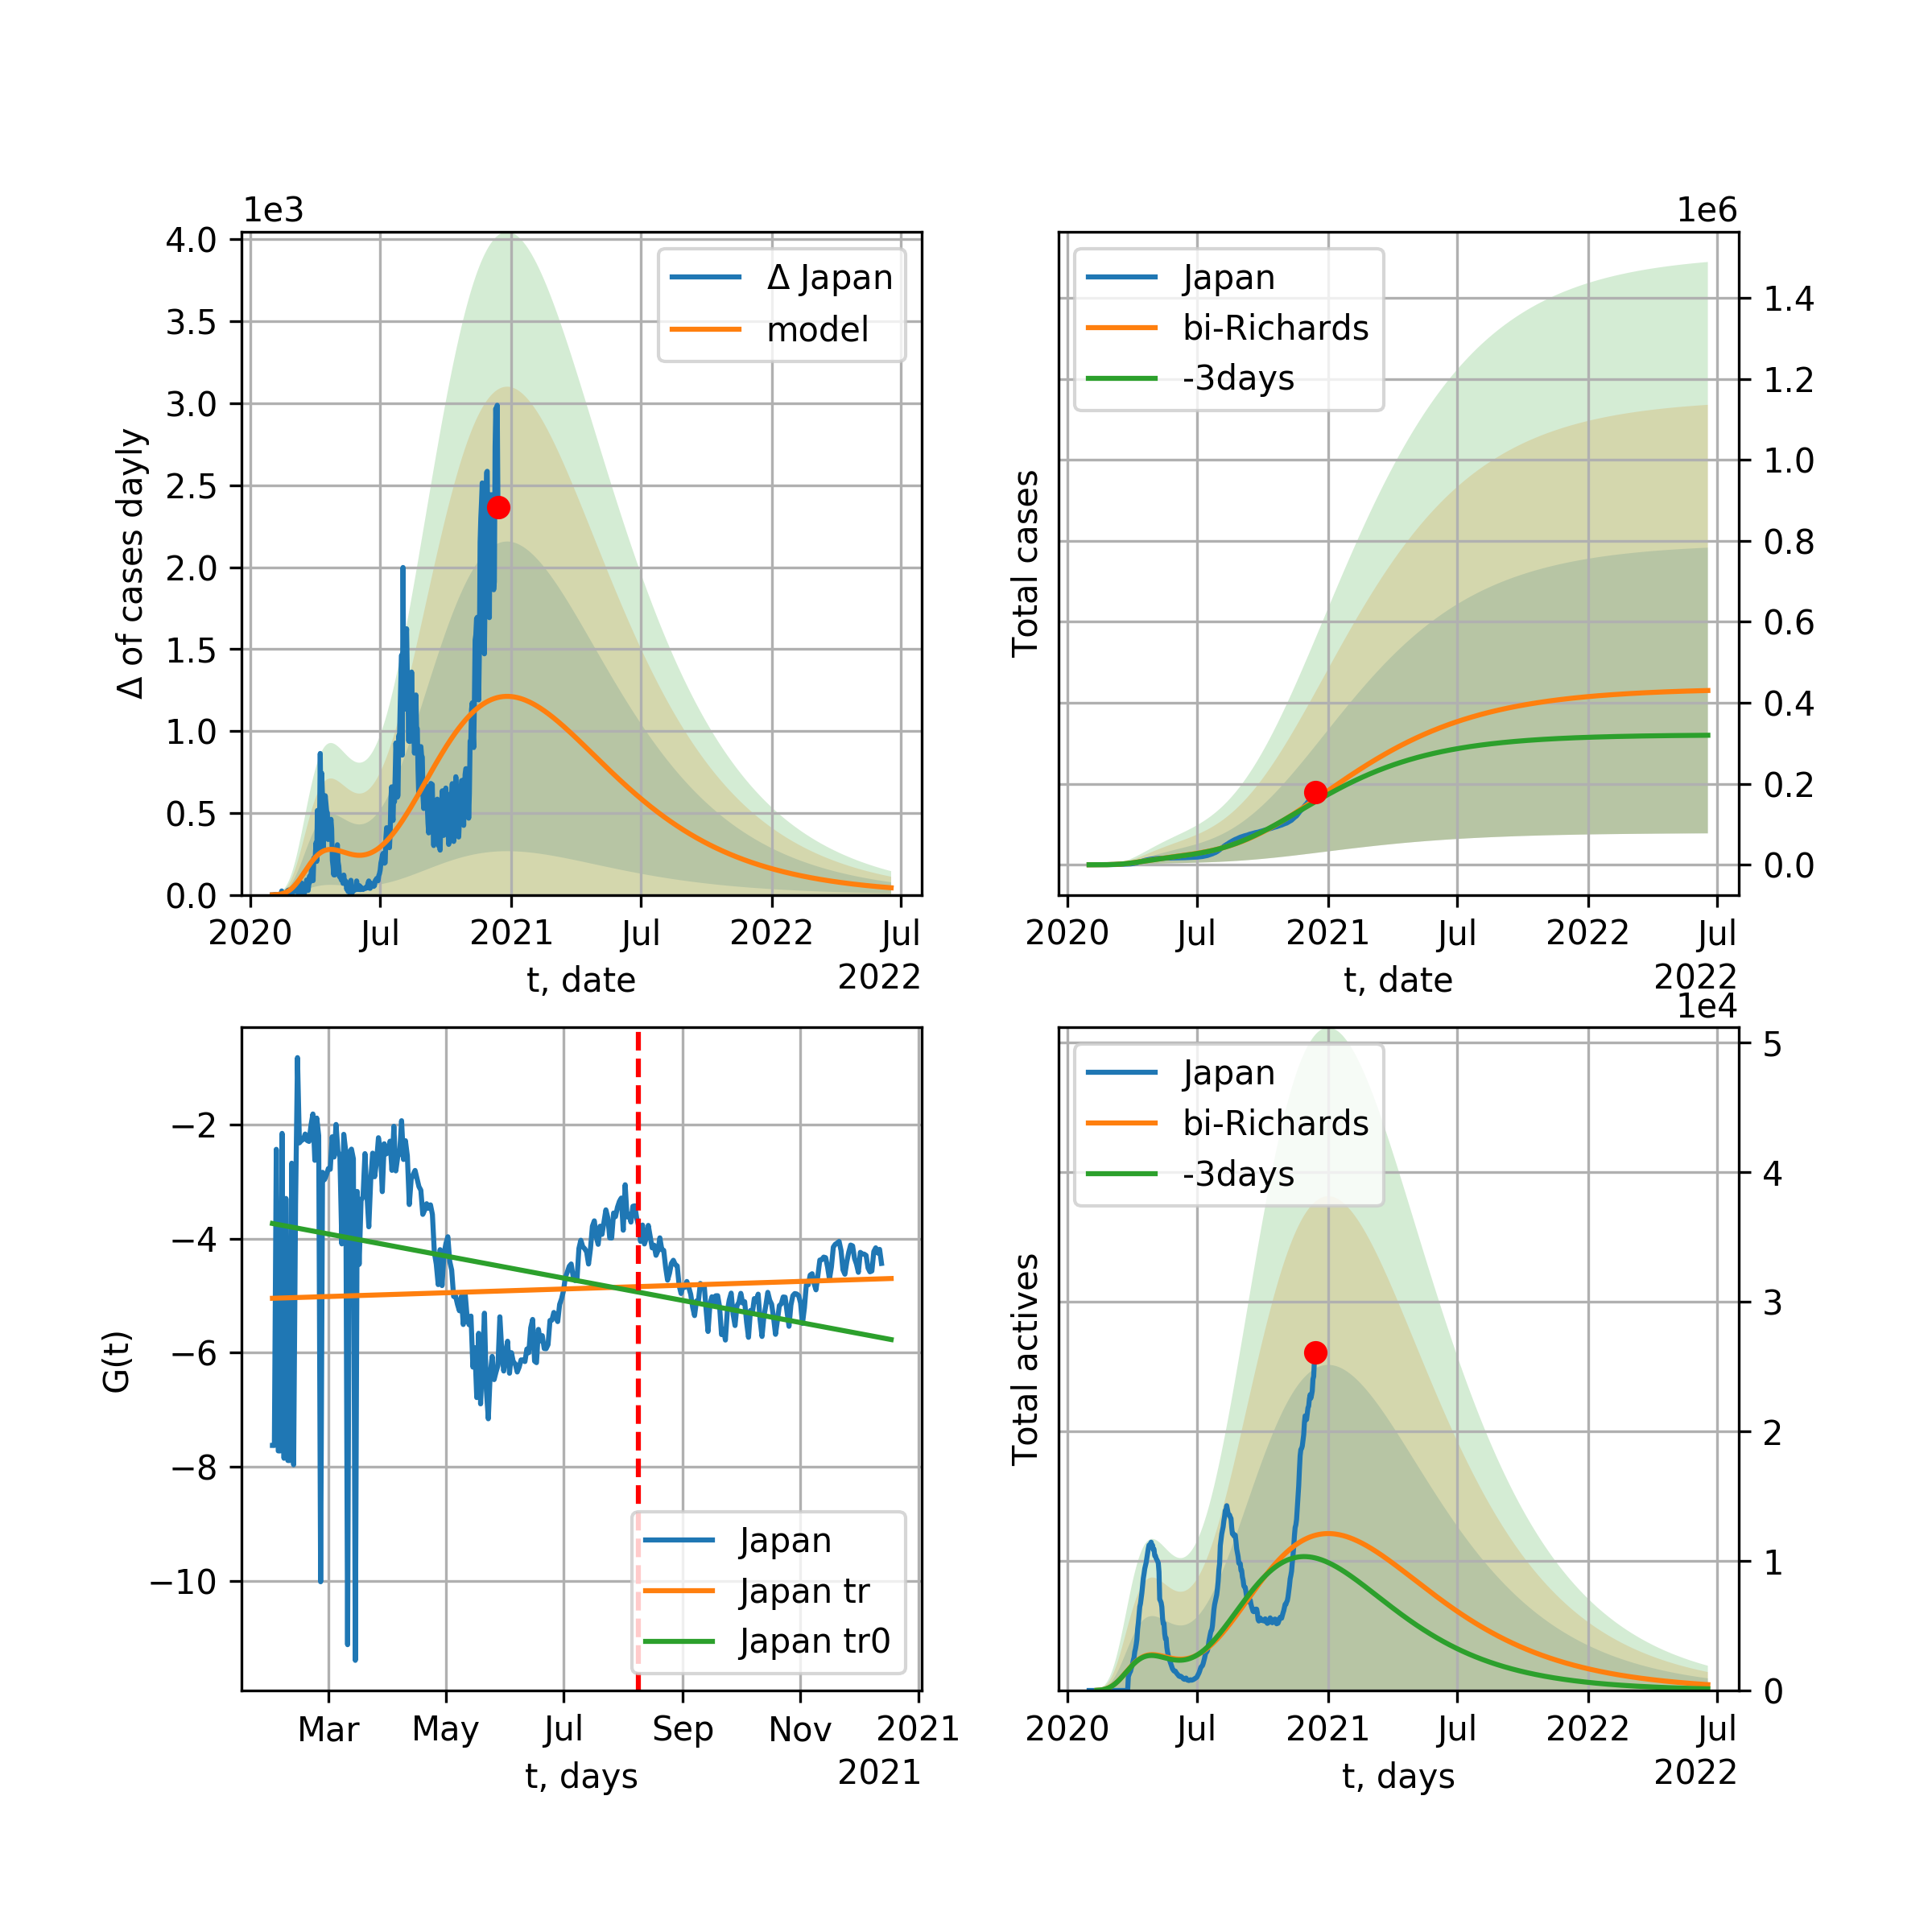 1e3
4.0
3.5
3.0
2.5
2.0
1.5
1.0
0.5
0.0
Δ of cases dayly
Δ Japan
model
2020 Jul 2021 Jul 2022 Jul
2022
t, date
1e6
Japan
bi-Richards
-3days
Total cases
1.4
1.2
1.0
0.8
0.6
0.4
0.2
0.0
2020 Jul 2021 Jul 2022 Jul
2022
t, date
−2
−4
−6
−8
−10
G(t)
Japan
Japan tr
Japan tr0
Mar May Jul Sep Nov 2021
2021
t, days
1e4
Japan
bi-Richards
-3days
Total actives
5
4
3
2
1
0
2020 Jul 2021 Jul 2022 Jul
2022
t, days